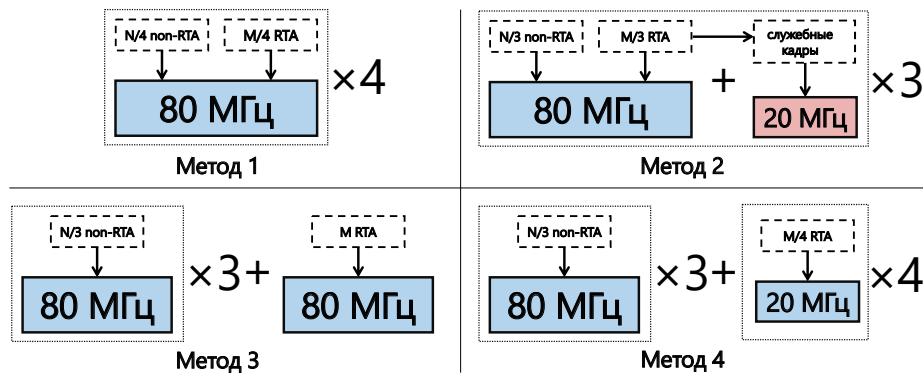 N/4 non-RTA
M/4 RTA
80 МГц
×4
Метод 1
N/3 non-RTA
M/3 RTA
служебные
кадры
80 МГц
+
20 МГц
×3
Метод 2
N/3 non-RTA
M RTA
80 МГц
×3+
80 МГц
Метод 3
N/3 non-RTA
M/4 RTA
80 МГц
×3+
20 МГц
×4
Метод 4